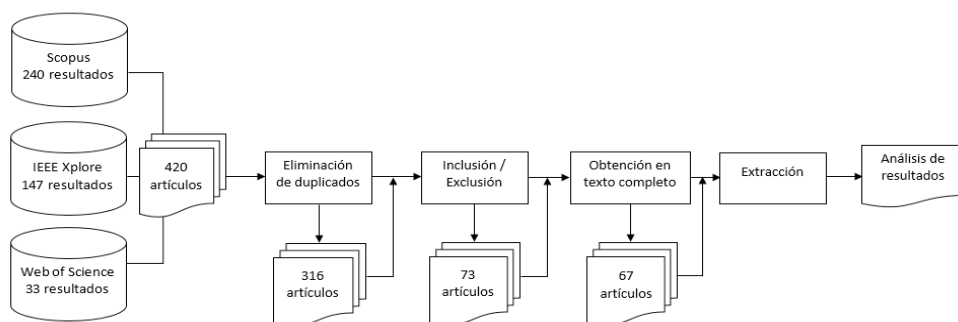 Scopus
240 resultados
IEEE Xplore
147 resultados
Web of Science
33 resultados
420
artículos
Eliminación
de duplicados
316
artículos
Inclusión /
Exclusión
73
artículos
Obtención en
texto completo
67
artículos
Extracción
Análisis de
resultados